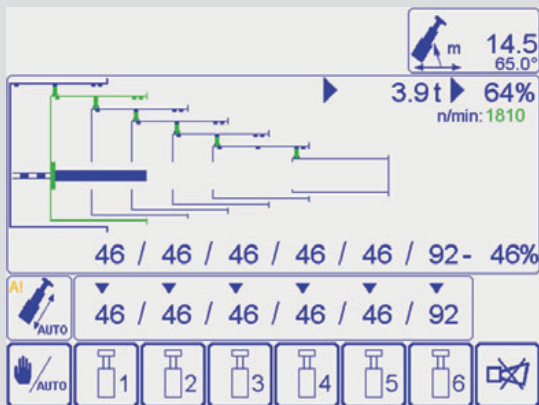 m 14.5
65.0°
3.9 t 64%
n/min: 1810
46 / 46 / 46 / 46 / 46 / 92 - 46%
A!
AUTO
46 / 46 / 46 / 46 / 46 / 92
/AUTO 1 2 3 4 5 6